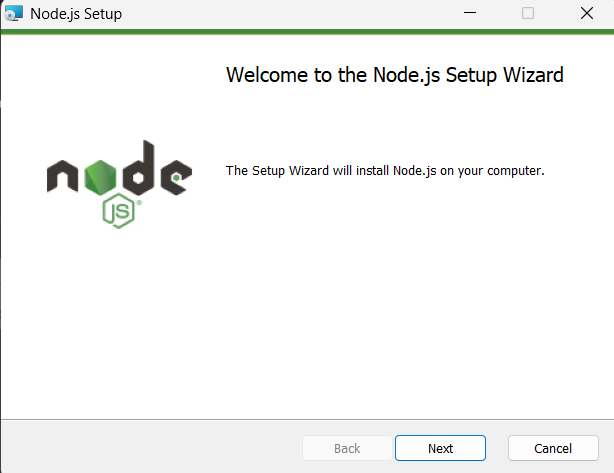 Node.js Setup
Welcome to the Node.js Setup Wizard
node
JS®
The Setup Wizard will install Node.js on your computer.
Back
Next
Cancel